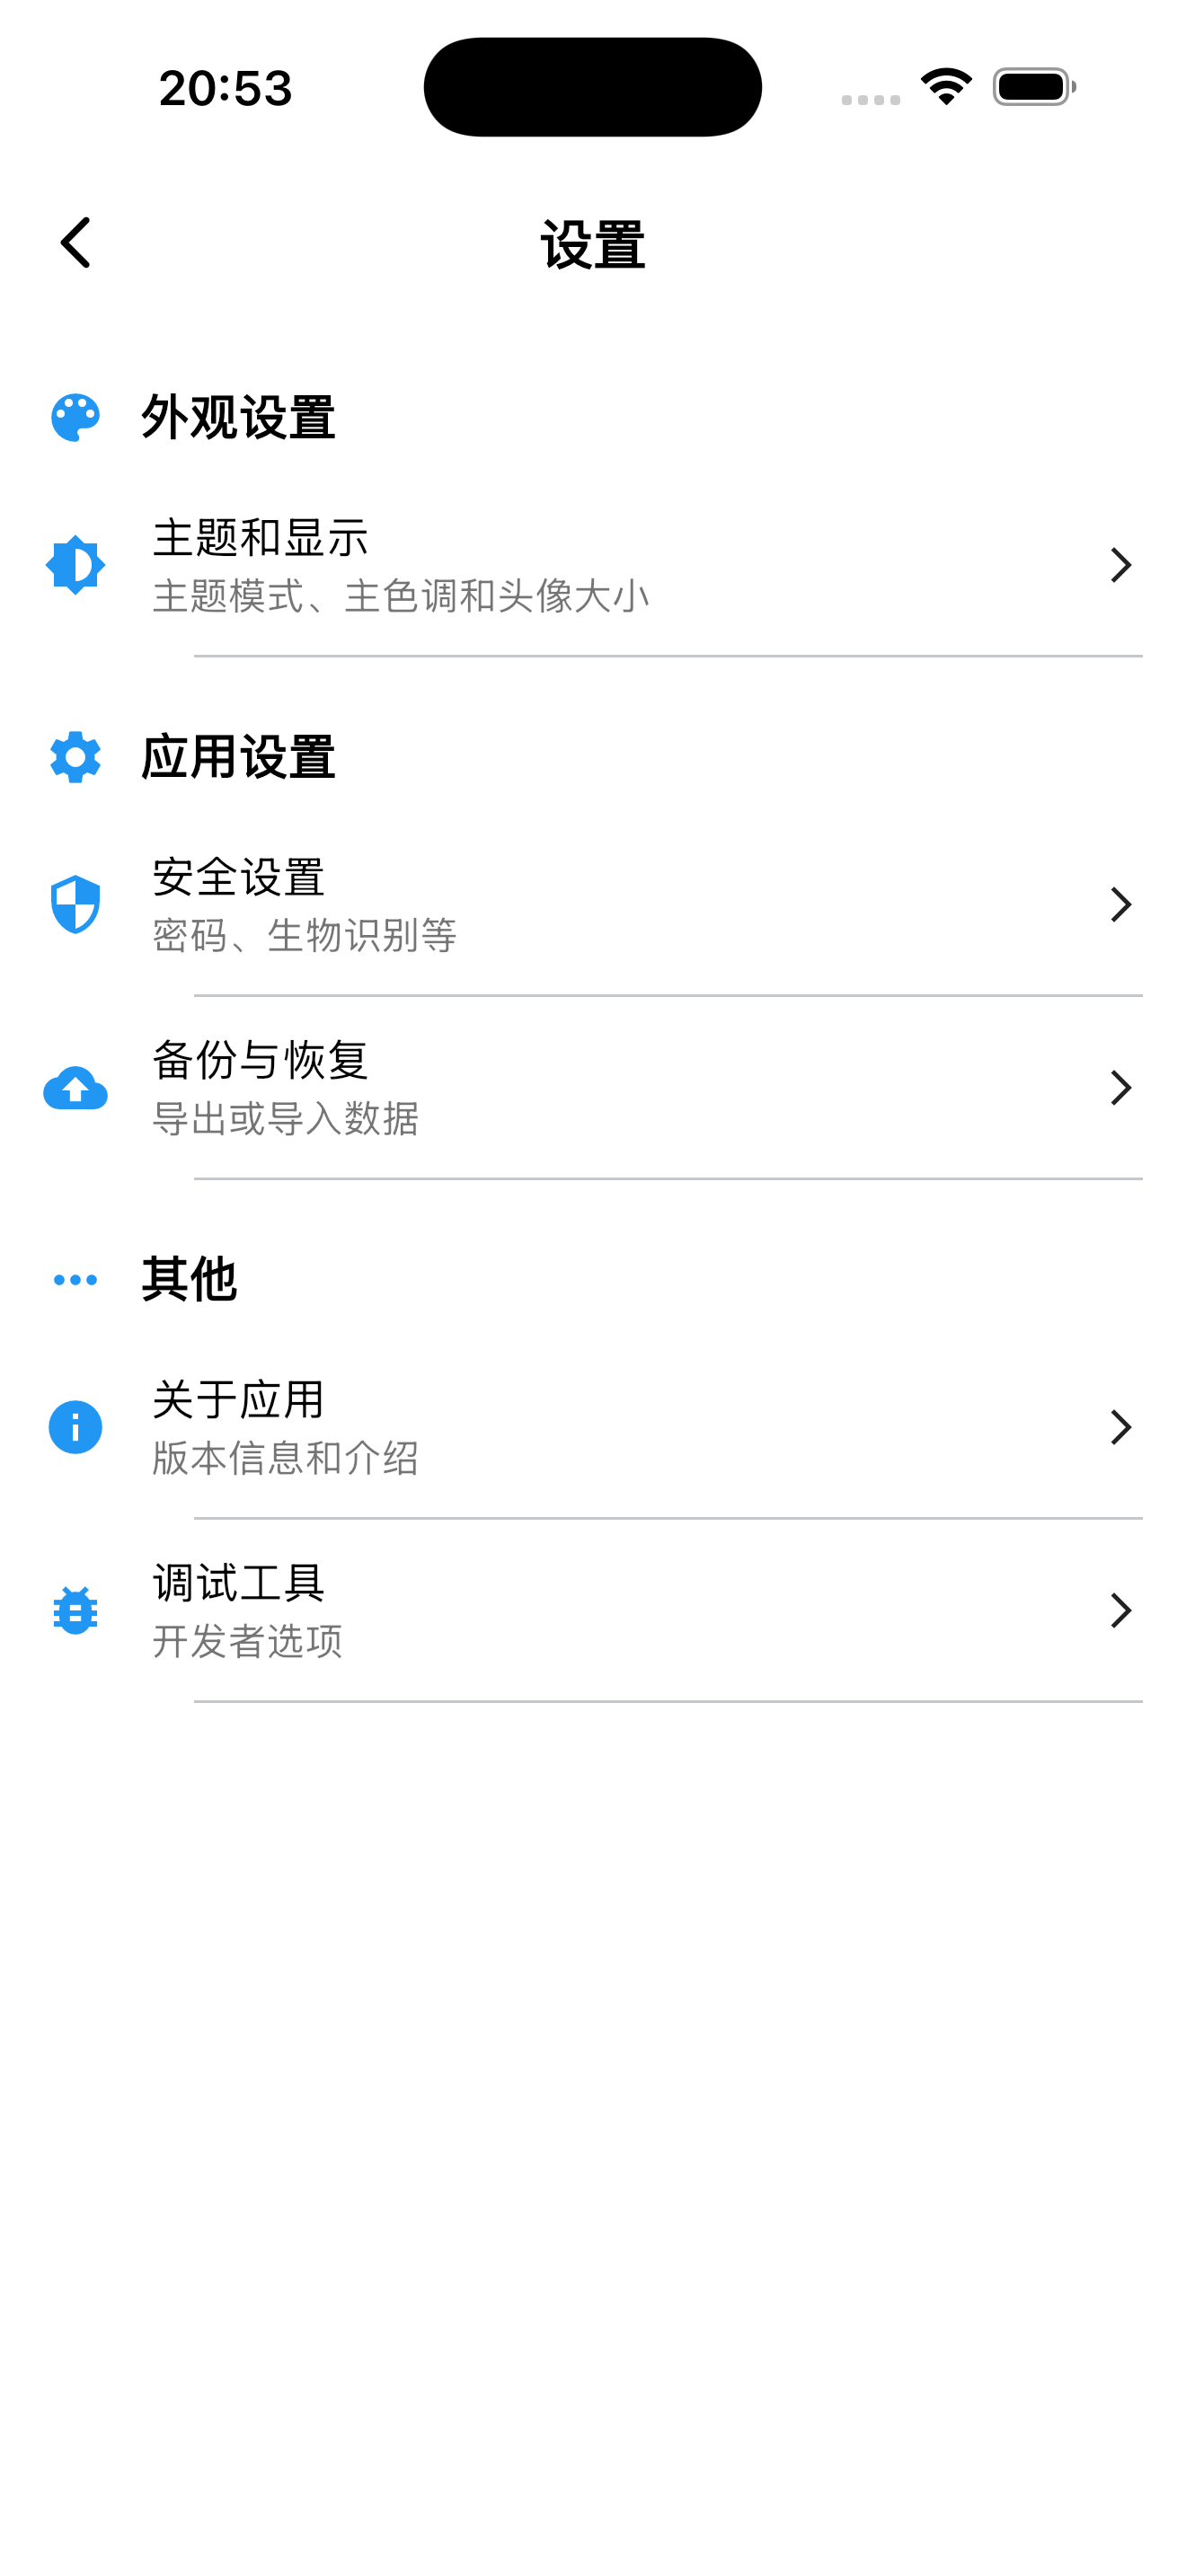 20:53
设置
外观设置
主题和显示
主题模式、主色调和头像大小
应用设置
安全设置
密码、生物识别等
备份与恢复
导出或导入数据
其他
关于应用
版本信息和介绍
调试工具
开发者选项